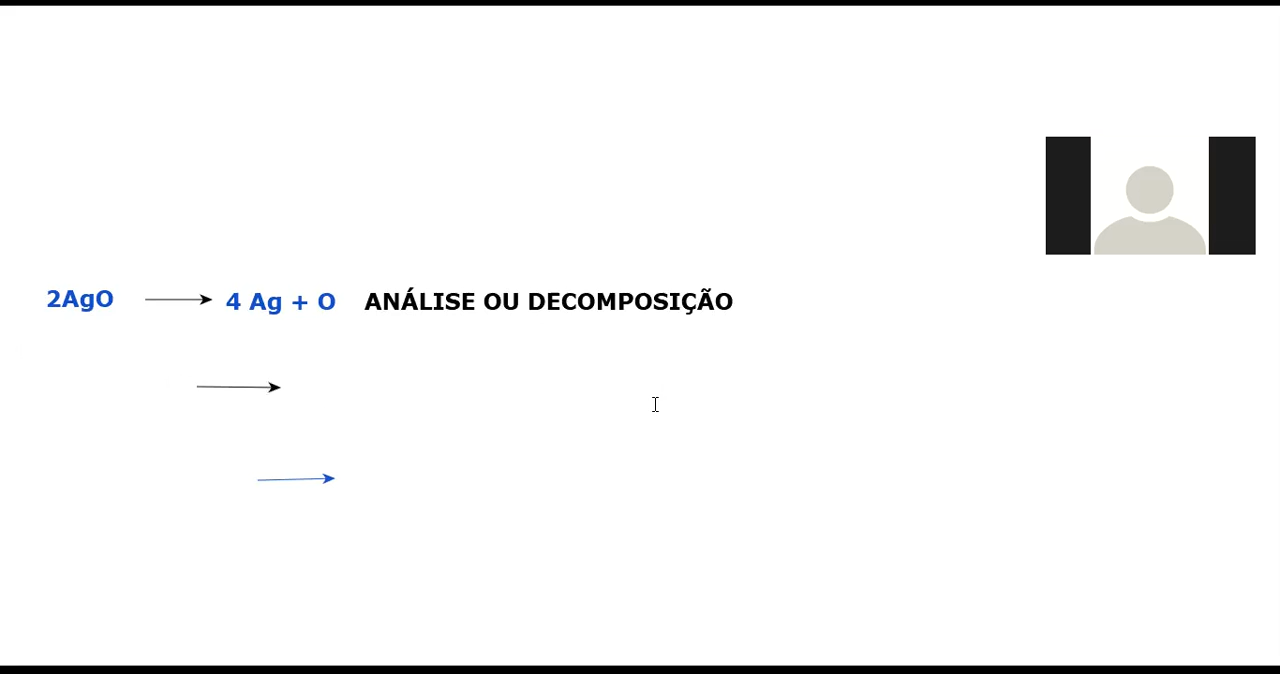 2AgO → 4 Ag + O ANÁLISE OU DECOMPOSIÇÃO